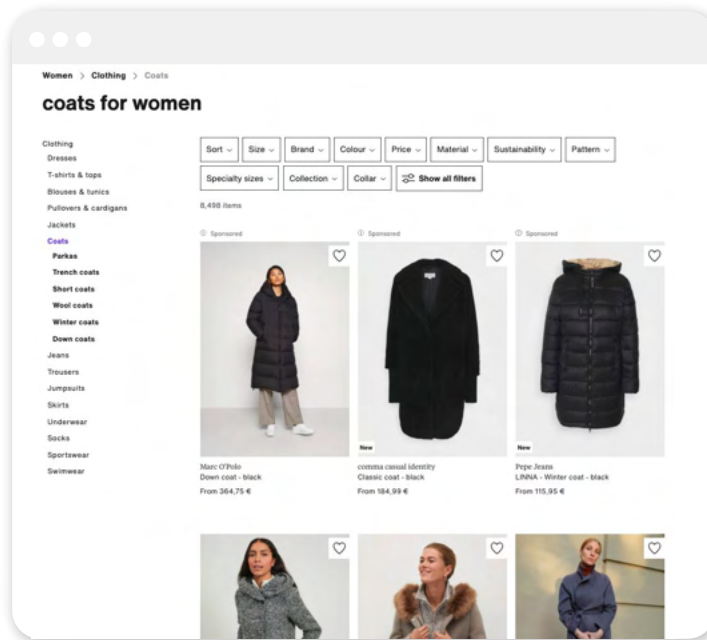 Women > Clothing > Coats
coats for women
Clothing
Dresses
T-shirts & tops
Blouses & tunics
Pullovers & cardigans
Jackets
Coats
Parkas
Trench coats
Short coats
Wool coats
Winter coats
Down coats
Jeans
Trousers
Jumpsuits
Skirts
Underwear
Socks
Sportswear
Swimwear
Sort Size Brand Colour Price Material Sustainability Pattern
Specialty sizes Collection Collar Show all filters
8,498 items
Sponsored
Marc O'Polo
Down coat - black
From 364,75 €
Sponsored
New
comma casual identity
Classic coat - black
From 184,99 €
Sponsored
New
Pepe Jeans
LINNA - Winter coat - black
From 115,95 €